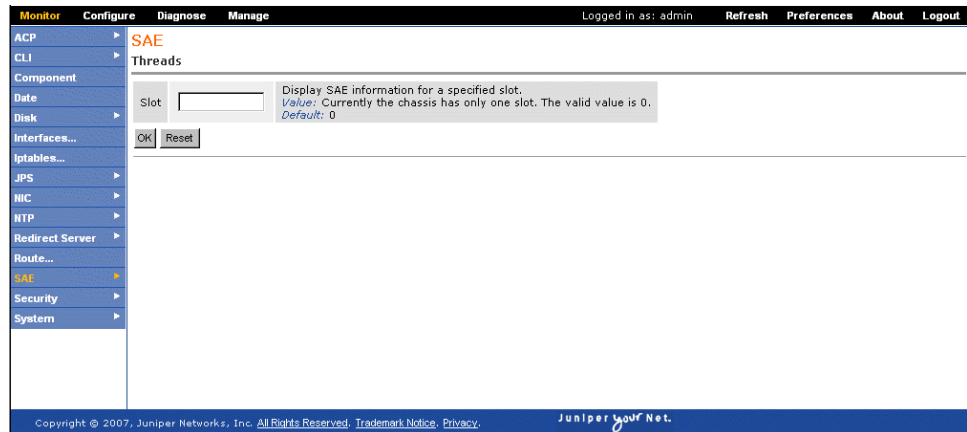 Monitor Configure Diagnose Manage Logged in as: admin Refresh Preferences About Logout
ACP
CLI
Component
Date
Disk
Interfaces...
Iptables...
JPS
NIC
NTP
Redirect Server
Route...
SAE
Security
System
SAE
Threads
Slot
Display SAE information for a specified slot.
Value: Currently the chassis has only one slot. The valid value is 0.
Default: 0
OK Reset
Copyright © 2007, Juniper Networks, Inc. All Rights Reserved. Trademark Notice. Privacy.
Juniper your Net.